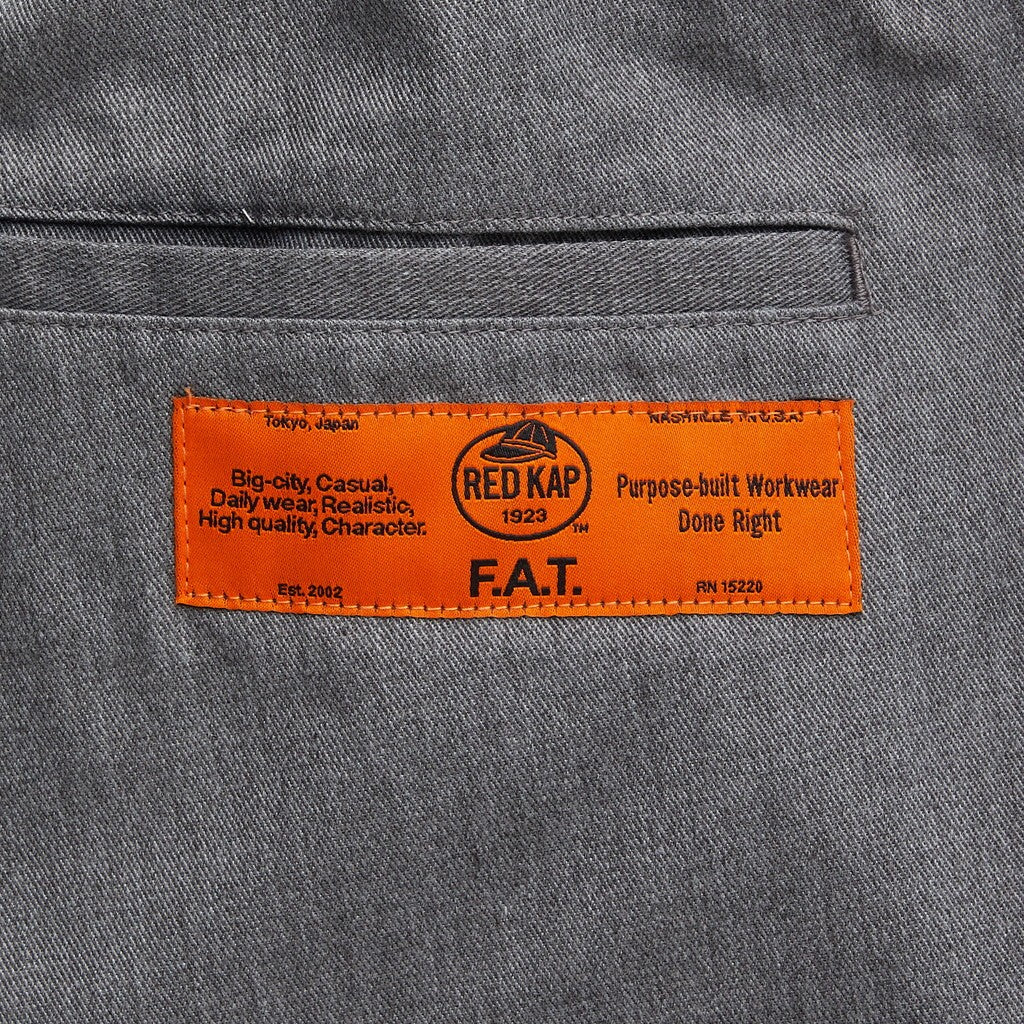 Tokyo, Japan
Big-city, Casual,
Daily wear, Realistic,
High quality, Character.
Est. 2002
RED KAP
1923
TM
F.A.T.
NASHVILLE, TN U.S.A.
Purpose-built Workwear
Done Right
RN 15220